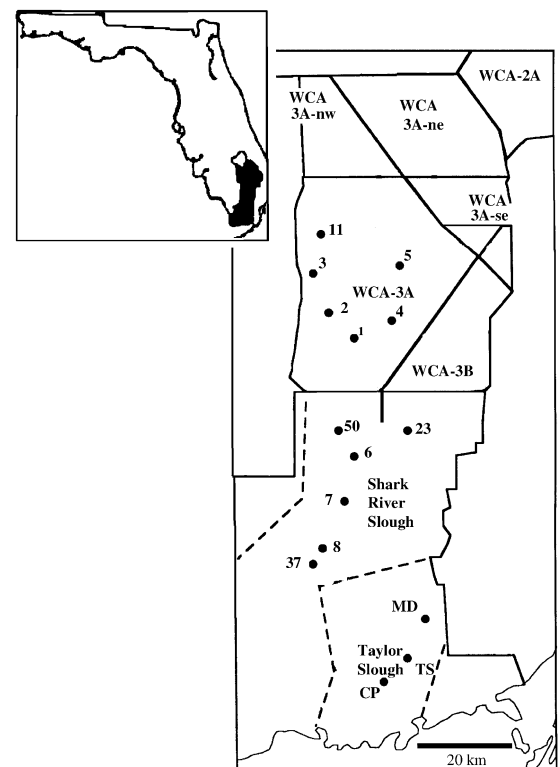 WCA-2A
WCA
3A-nw
WCA
3A-ne
WCA
3A-se
11
5
3
WCA-3A
2
4
1
WCA-3B
50
23
6
Shark
River
Slough
7
8
37
MD
Taylor
Slough
TS
CP
20 km